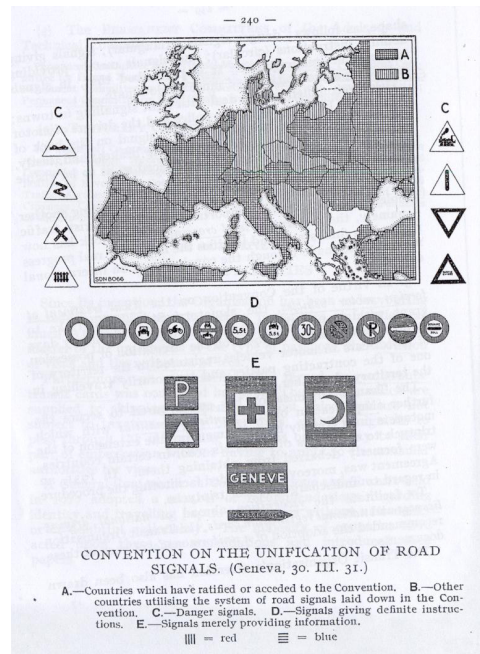 — 240 —
A
B
C
C
SDN 8066
D
5.5t
5.5t
30
P
E
P
GENEVE
CONVENTION ON THE UNIFICATION OF ROAD
SIGNALS. (Geneva, 30. III. 31.)
A.—Countries which have ratified or acceded to the Convention. B.—Other
countries utilising the system of road signals laid down in the Con-
vention. C.—Danger signals. D.—Signals giving definite instruc-
tions. E.—Signals merely providing information.
= red = blue